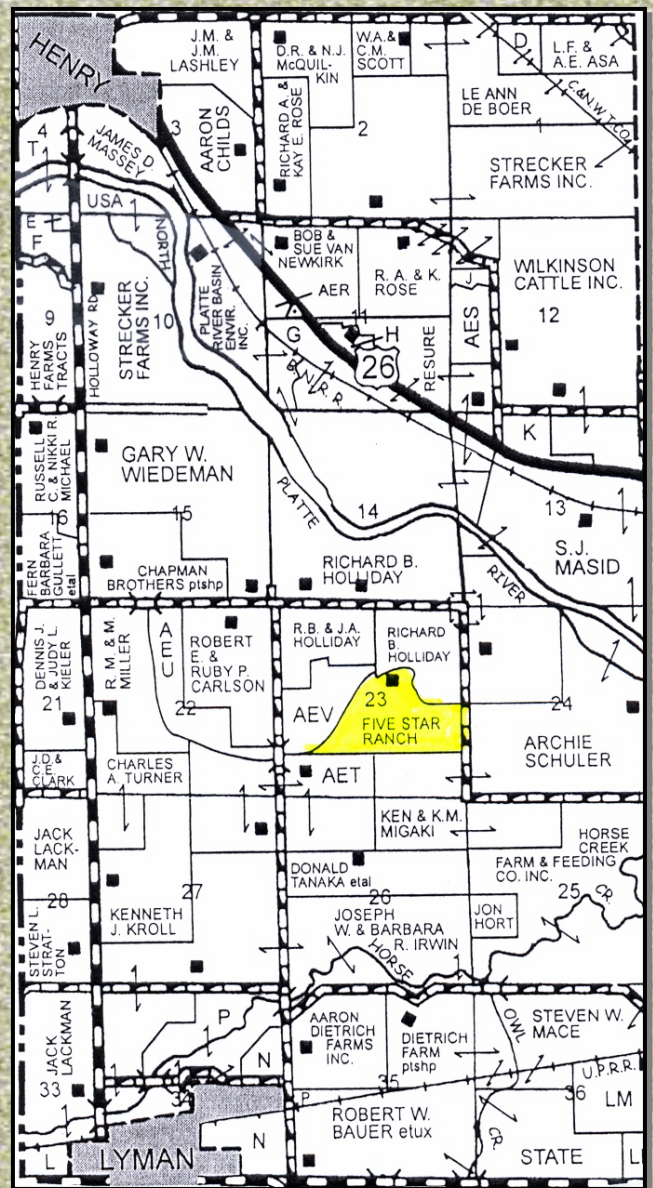 HENRY
J.M. &
J.M.
LASHLEY
D.R. & N.J.
McQUIL-
KIN
W.A.&
C.M.
SCOTT
D
L.F. &
A.E. ASA
C.&N.W.T.CO.
LE ANN
DE BOER
4
T
JAMES D.
MASSEY
3
AARON
CHILDS
RICHARD A. &
KAY E. ROSE
2
1
STRECKER
FARMS INC.
USA
E
F
NORTH
BOB &
SUE VAN
NEWKIRK
R. A. & K.
ROSE
WILKINSON
CATTLE INC.
12
9
HENRY
FARMS
TRACTS
HOLLOWAY RD
STRECKER
FARMS INC.
10
PLATTE
RIVER BASIN
ENVIR.
INC.
AER
11
G
H
26
B.N.R.R.
RESURE
AES
K
RUSSELL
C. & NIKKI R.
MICHAEL
GARY W.
WIEDEMAN
PLATTE
14
13
16
15
FERN
BARBARA
GULLETT
etal
CHAPMAN
BROTHERS ptshp
RICHARD B.
HOLLIDAY
RIVER
S.J.
MASID
DENNIS J.
& JUDY L.
KIELER
21
R. M. & M.
MILLER
AEU
ROBERT
E. &
RUBY P.
CARLSON
22
R.B. & J.A.
HOLLIDAY
RICHARD
B.
HOLLIDAY
23
AEV
FIVE STAR
RANCH
24
ARCHIE
SCHULER
J.D.&
C.E.
CLARK
CHARLES
A. TURNER
AET
KEN & K.M.
MIGAKI
JACK
LACK-
MAN
DONALD
TANAKA etal
HORSE
CREEK
FARM & FEEDING
CO. INC.
25
CR.
28
27
26
KENNETH
J. KROLL
JOSEPH
W. & BARBARA
R. IRWIN
JON
HORT
STEVEN L.
STRAT-
TON
HORSE
JACK
LACKMAN
33
P
N
AARON
DIETRICH
FARMS
INC.
DIETRICH
FARM
ptshp
35
OWL
STEVEN W.
MACE
U.P.R.R.
36
LM
34
P
ROBERT W.
BAUER etux
CR.
N
L
LYMAN
STATE